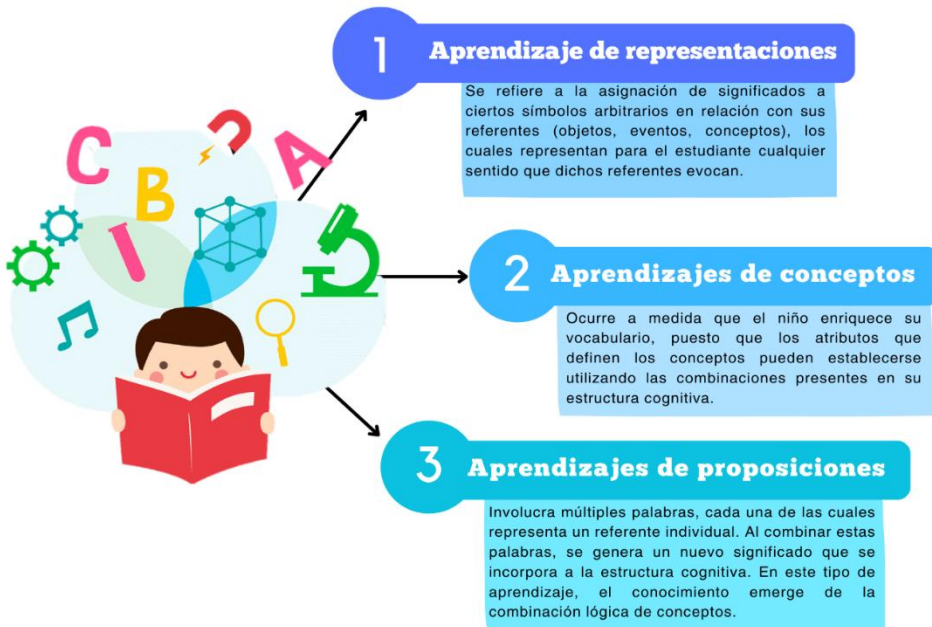 C
B
A
1
Aprendizaje de representaciones
Se refiere a la asignación de significados a
ciertos símbolos arbitrarios en relación con sus
referentes (objetos, eventos, conceptos), los
cuales representan para el estudiante cualquier
sentido que dichos referentes evocan.
2
Aprendizajes de conceptos
Ocurre a medida que el niño enriquece su
vocabulario, puesto que los atributos que
definen los conceptos pueden establecerse
utilizando las combinaciones presentes en su
estructura cognitiva.
3
Aprendizajes de proposiciones
Involucra múltiples palabras, cada una de las cuales
representa un referente individual. Al combinar estas
palabras, se genera un nuevo significado que se
incorpora a la estructura cognitiva. En este tipo de
aprendizaje, el conocimiento emerge de la
combinación lógica de conceptos.